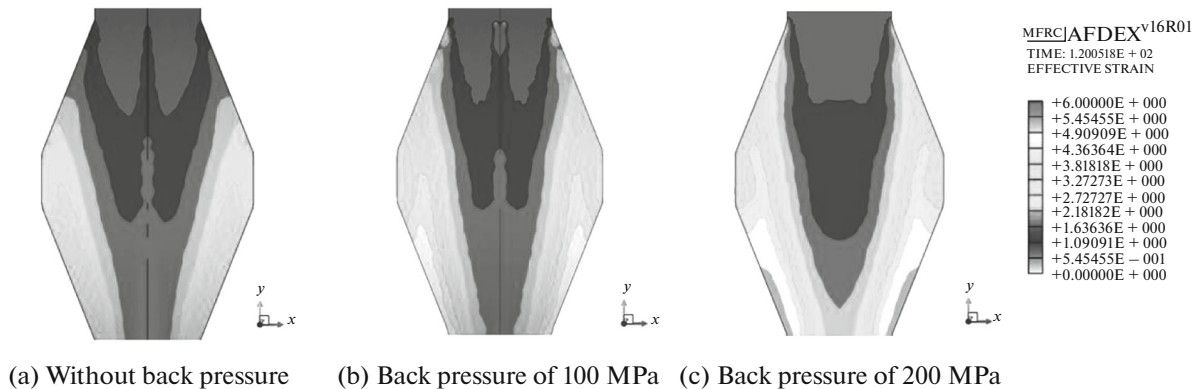 MFRC|AFDEX v16R01
TIME: 1.200518E + 02
EFFECTIVE STRAIN
+6.00000E + 000
+5.45455E + 000
+4.90909E + 000
+4.36364E + 000
+3.81818E + 000
+3.27273E + 000
+2.72727E + 000
+2.18182E + 000
+1.63636E + 000
+1.09091E + 000
+5.45455E – 001
+0.00000E + 000
y
x
y
x
y
x
(a) Without back pressure
(b) Back pressure of 100 MPa
(c) Back pressure of 200 MPa